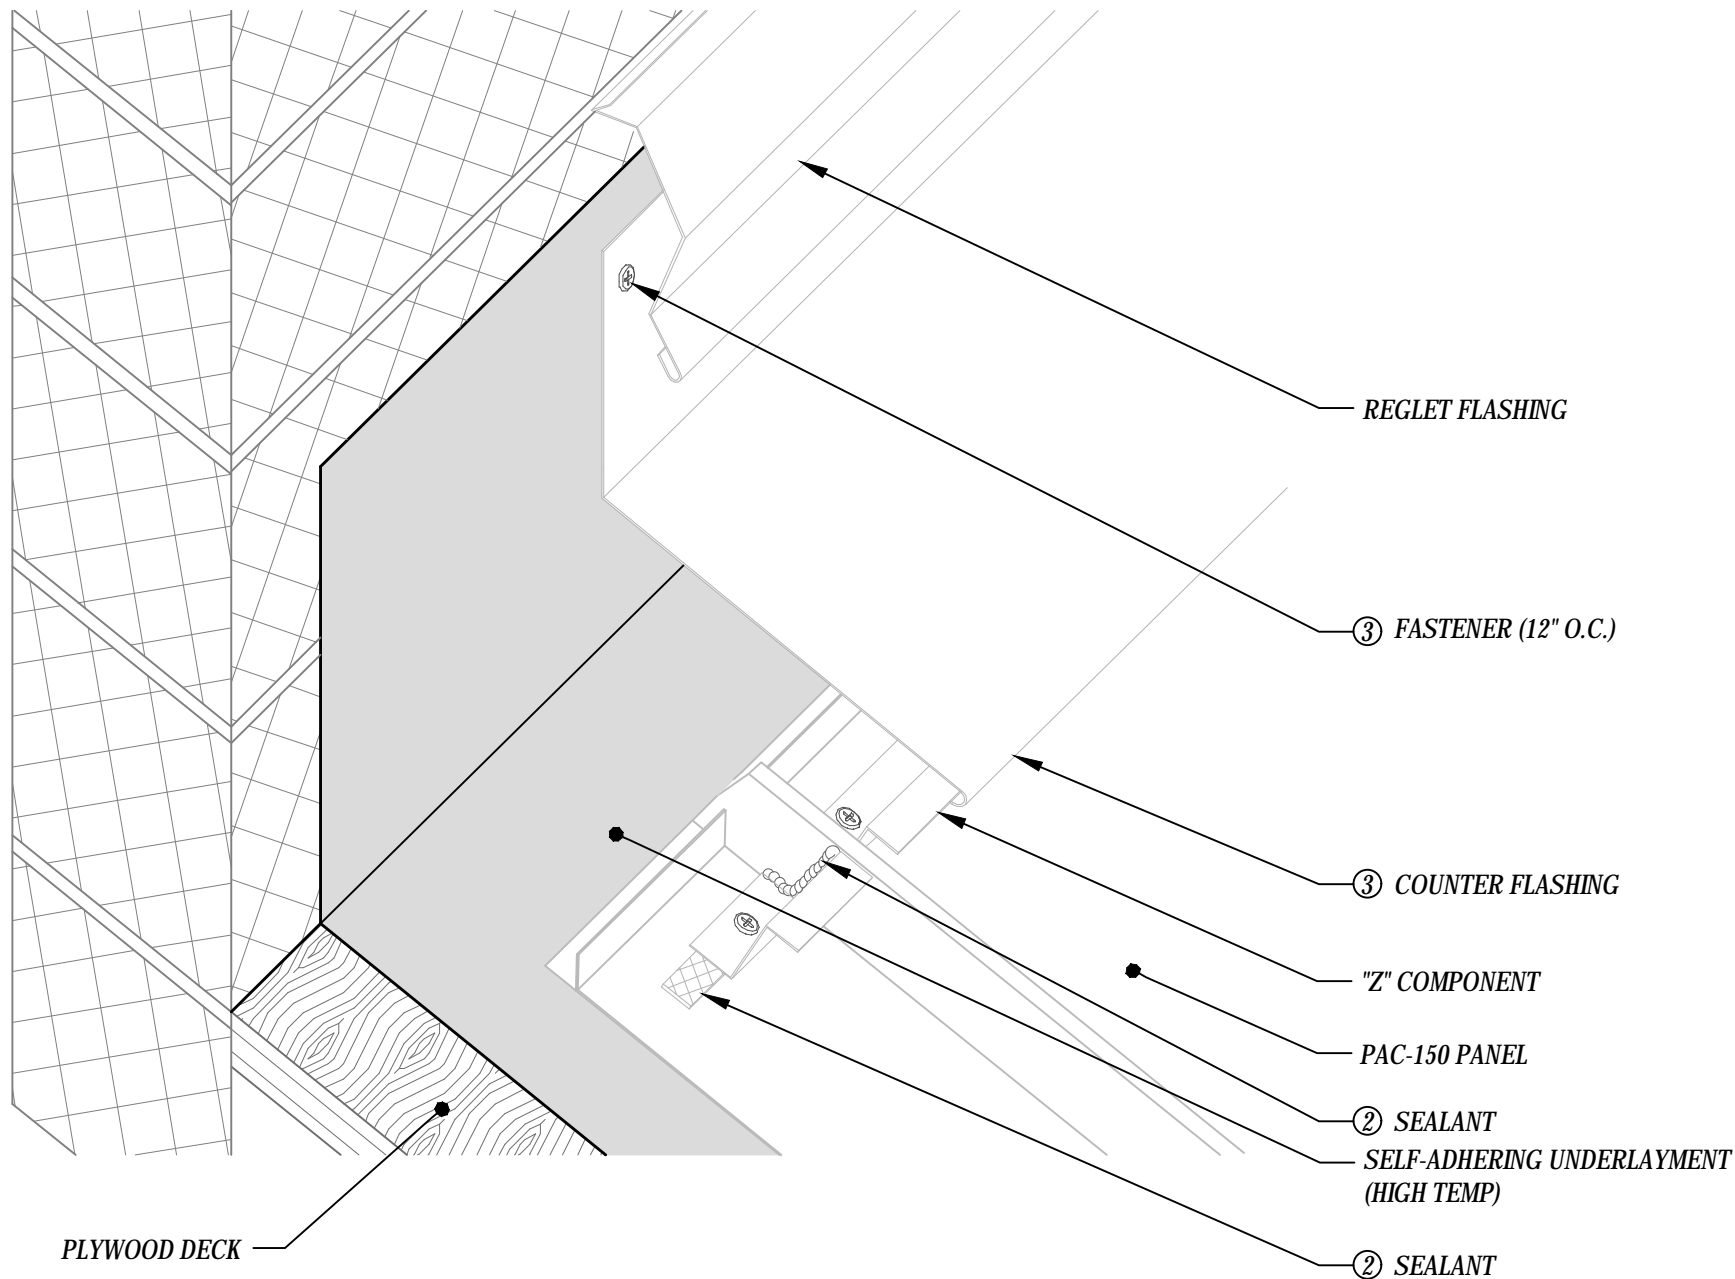 REGLET FLASHING
3 FASTENER (12" O.C.)
3 COUNTER FLASHING
"Z" COMPONENT
PAC-150 PANEL
2 SEALANT
SELF-ADHERING UNDERLAYMENT
(HIGH TEMP)
PLYWOOD DECK
2 SEALANT